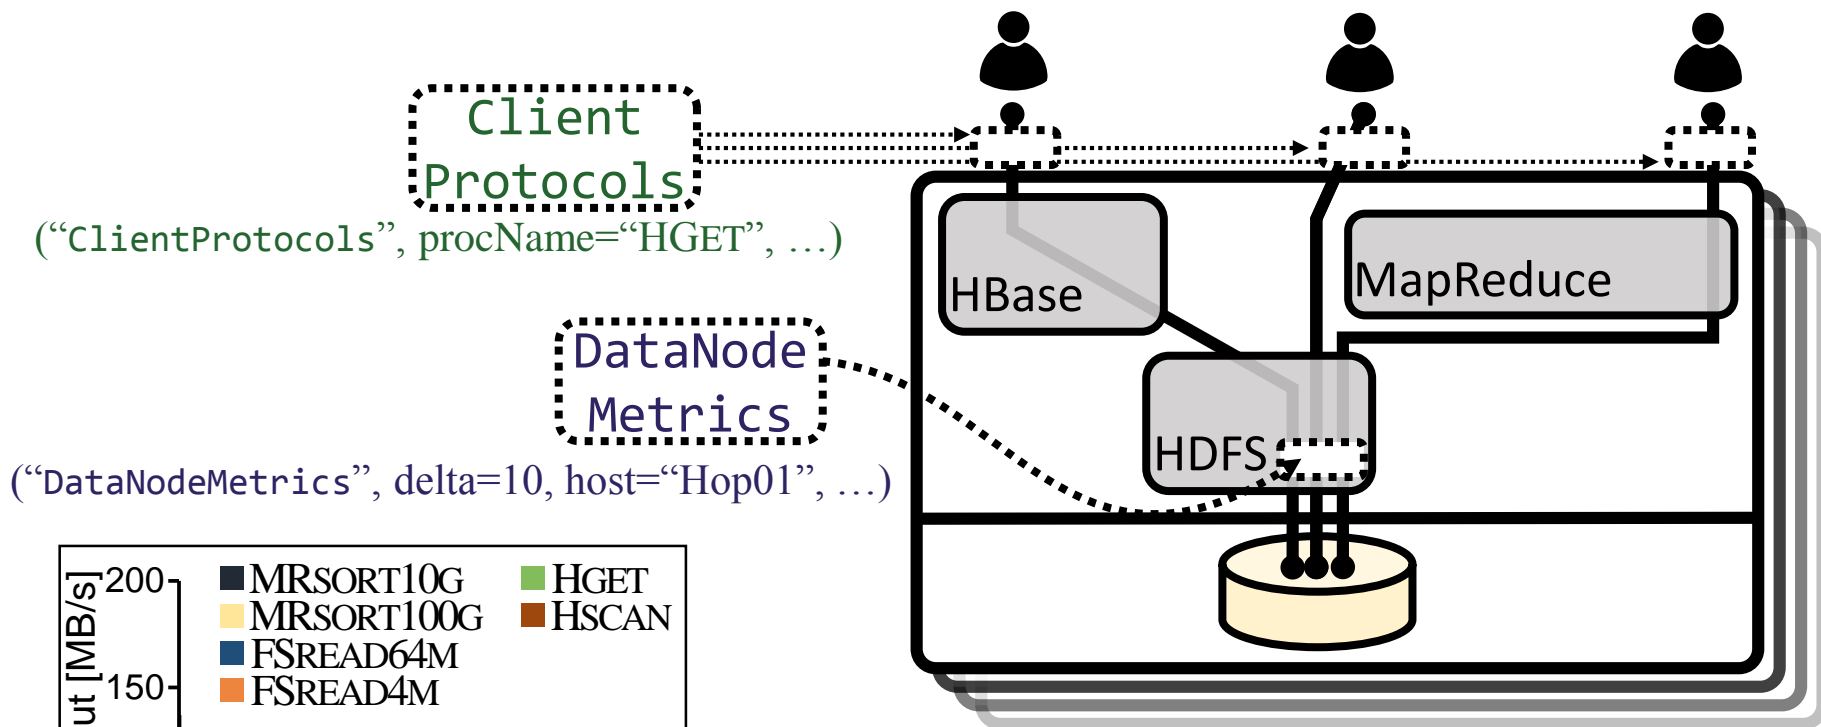 Client
Protocols
(“ClientProtocols”, procName=“HGET”, …)
HBase
MapReduce
DataNode
Metrics
HDFS
(“DataNodeMetrics”, delta=10, host=“Hop01”, …)
200
MRSORT10G
HGET
MRSORT100G
HSCAN
FSREAD64M
FSREAD4M
150
ut [MB/s]